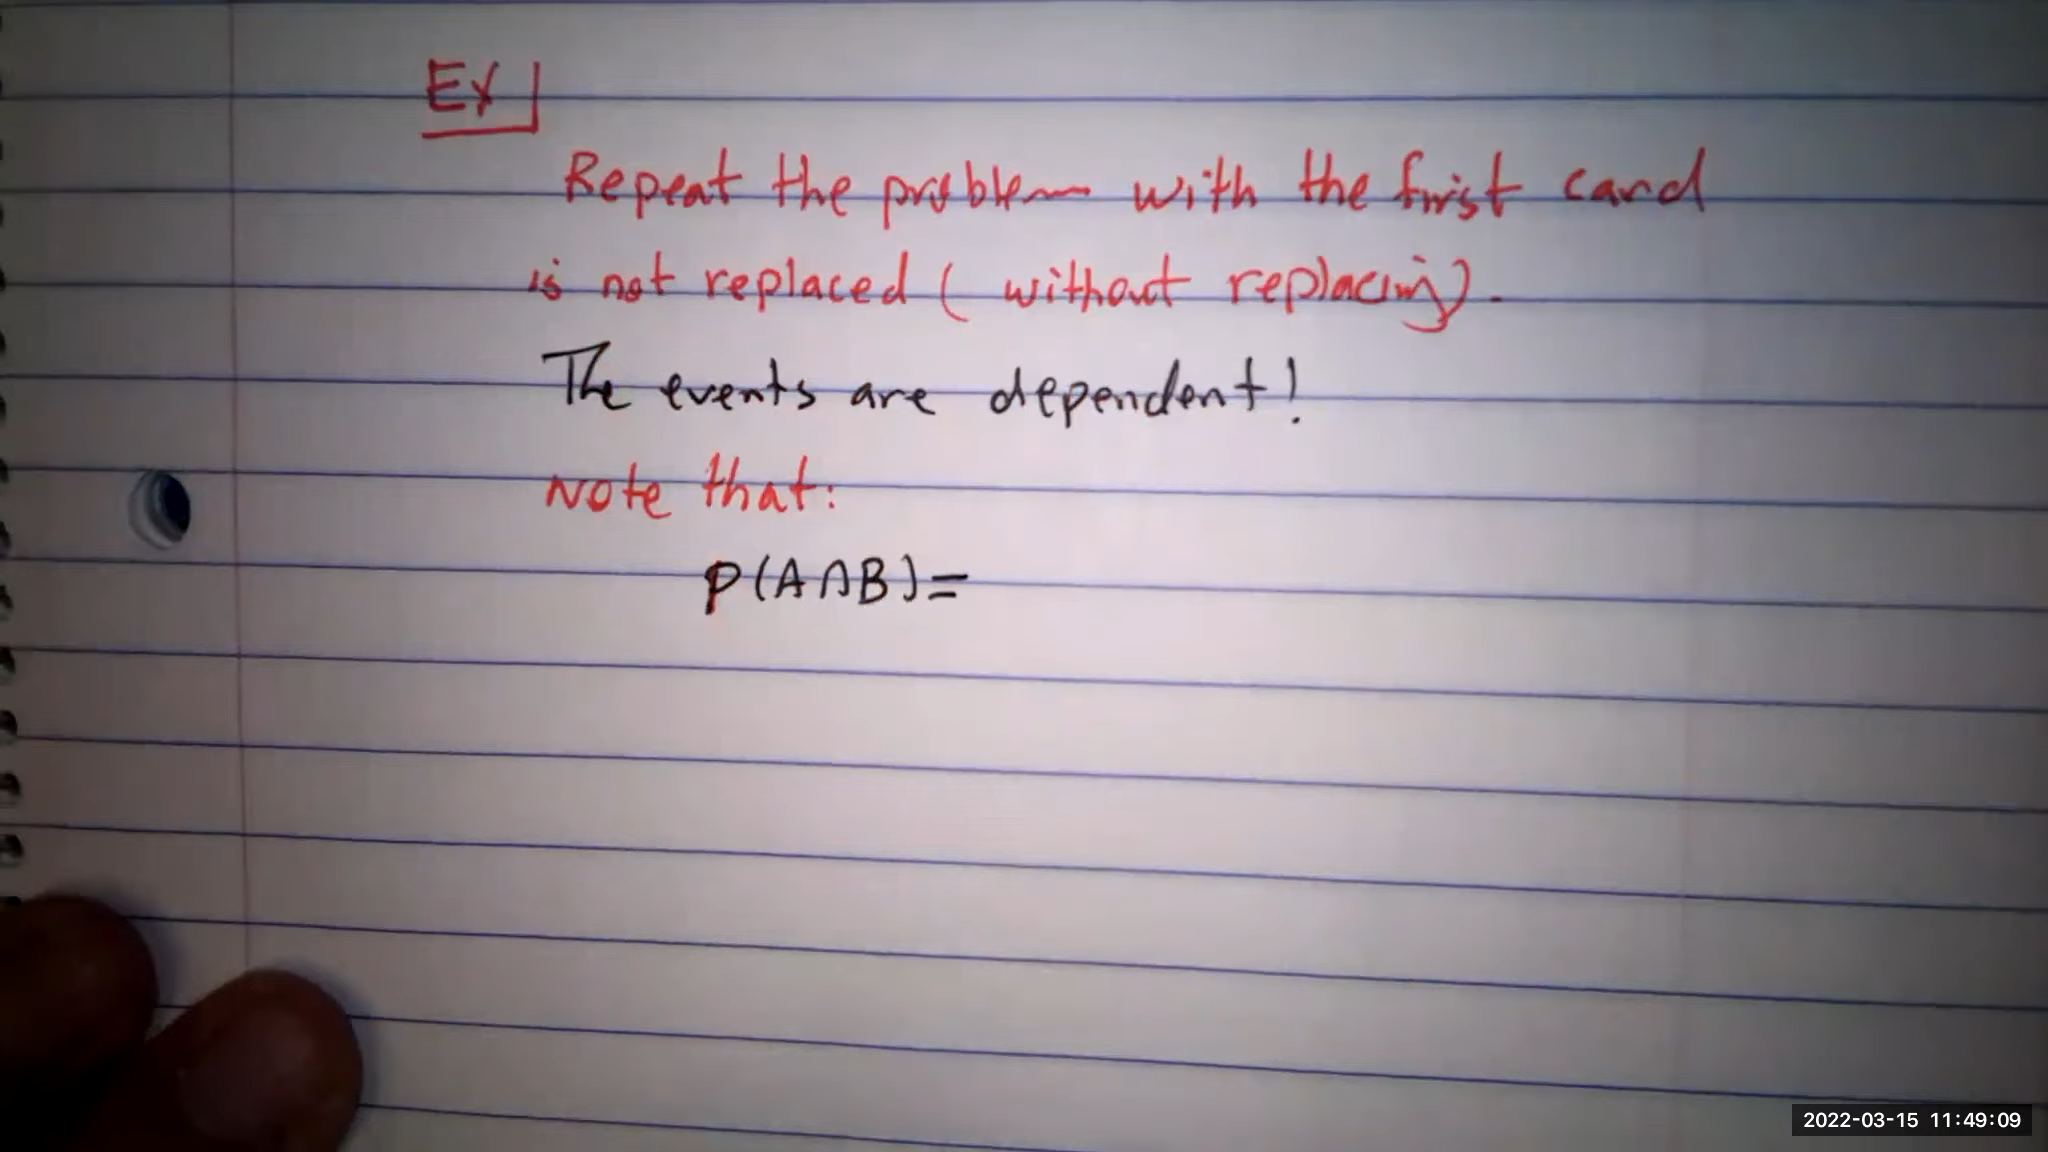 Ex
Repeat the problem with the first card
is not replaced ( without replacing).
The events are dependent!
Note that:
P(A∩B)=
2022-03-15 11:49:09